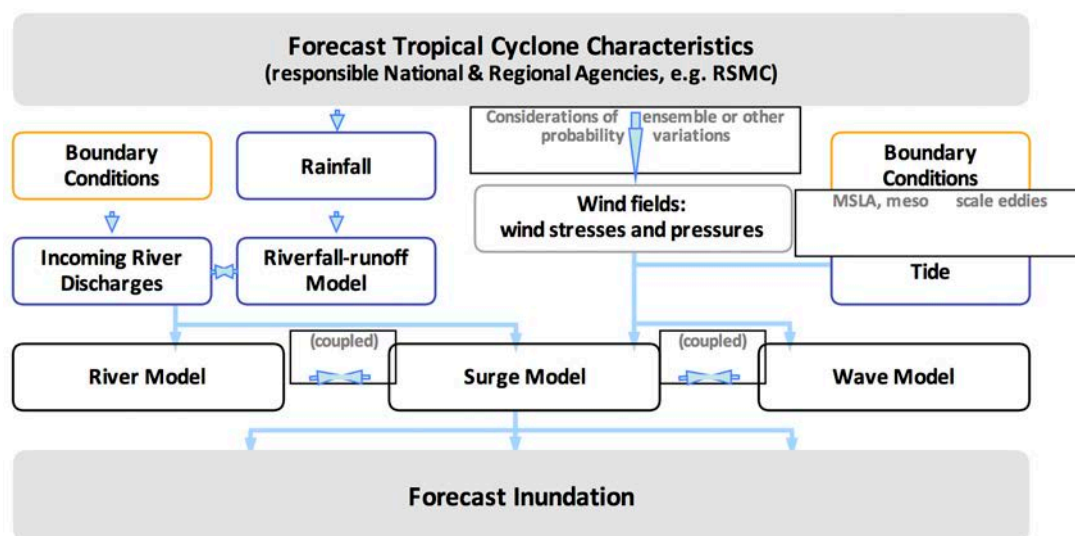 Forecast Tropical Cyclone Characteristics
(responsible National & Regional Agencies, e.g. RSMC)
Considerations of ensemble or other
probability variations
Boundary
Conditions
Rainfall
Boundary
Conditions
MSLA, meso scale eddies
Wind fields:
wind stresses and pressures
Incoming River
Discharges
Riverfall-runoff
Model
Tide
(coupled)
(coupled)
River Model
Surge Model
Wave Model
Forecast Inundation